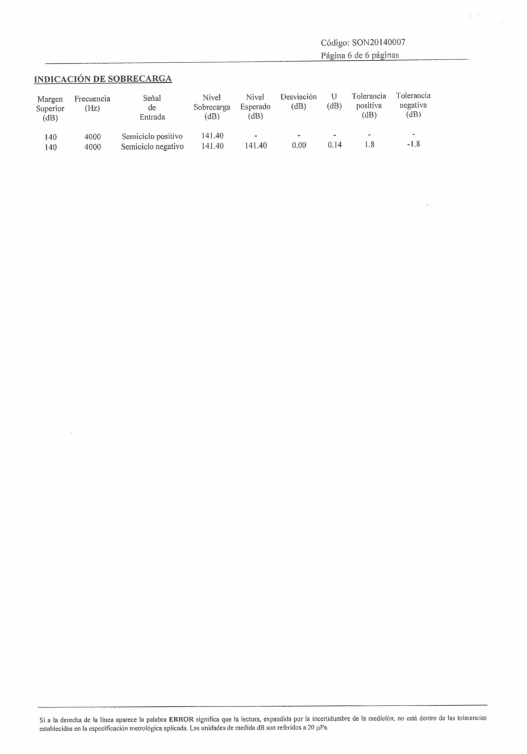 Código: SON20140007
Página 6 de 6 páginas
INDICACIÓN DE SOBRECARGA
Margen Frecuencia Señal Nivel Nivel Desviación U Tolerancia Tolerancia
Superior (Hz) de Sobrecarga Esperado (dB) (dB) positiva negativa
(dB) Entrada (dB) (dB) (dB) (dB)
140 4000 Semiciclo positivo 141.40 - - - - -
140 4000 Semiciclo negativo 141.40 141.40 0.00 0.14 1.8 -1.8
Si a la derecha de la línea aparece la palabra ERROR significa que la lectura, expandida por la incertidumbre de la medición, no está dentro de las tolerancias
establecidas en la especificación metrológica aplicada. Las unidades de medida dB son referidos a 20 µPa.